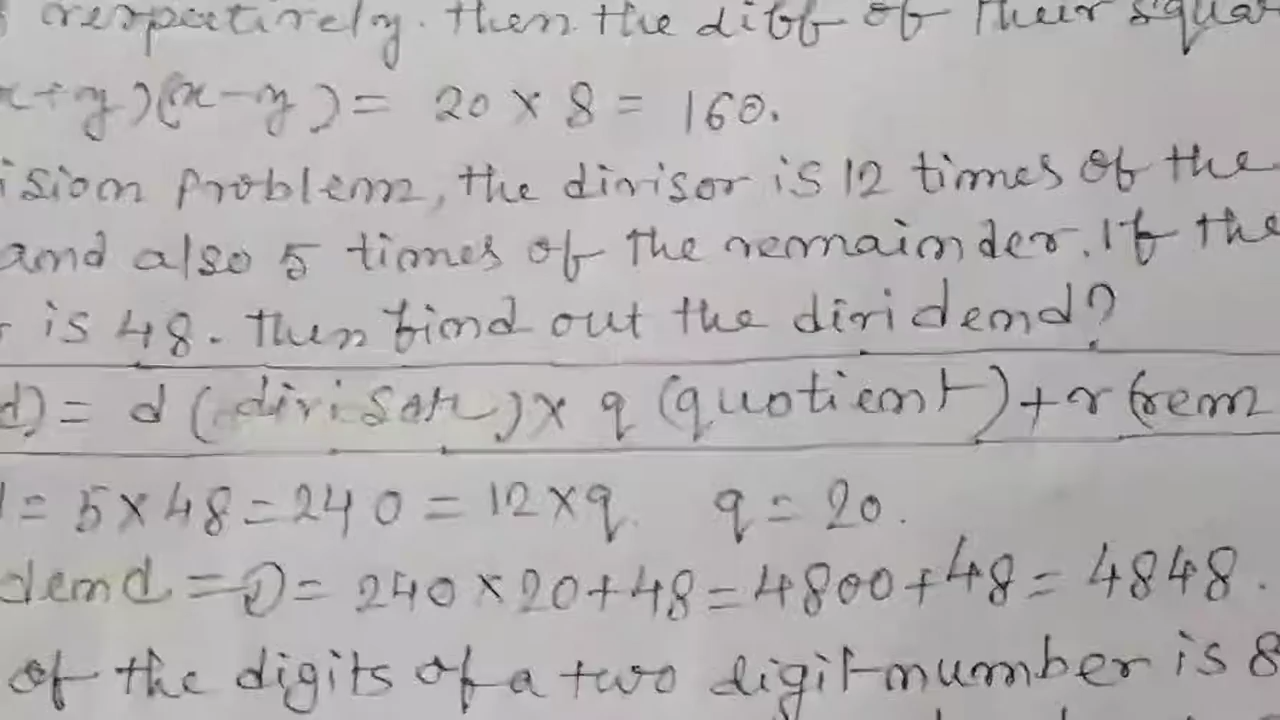 respectively. then the diff of their squar
x+y)(x-y) = 20 × 8 = 160.
ision problem, the divisor is 12 times of the
and also 5 times of the remainder. If the
is 48. then find out the dividend?
d) = d (divisor) × q (quotient) + r (rem
= 5×48 = 240 = 12×q. q = 20.
dend = D = 240×20+48 = 4800+48 = 4848.
of the digits of a two digit number is 8